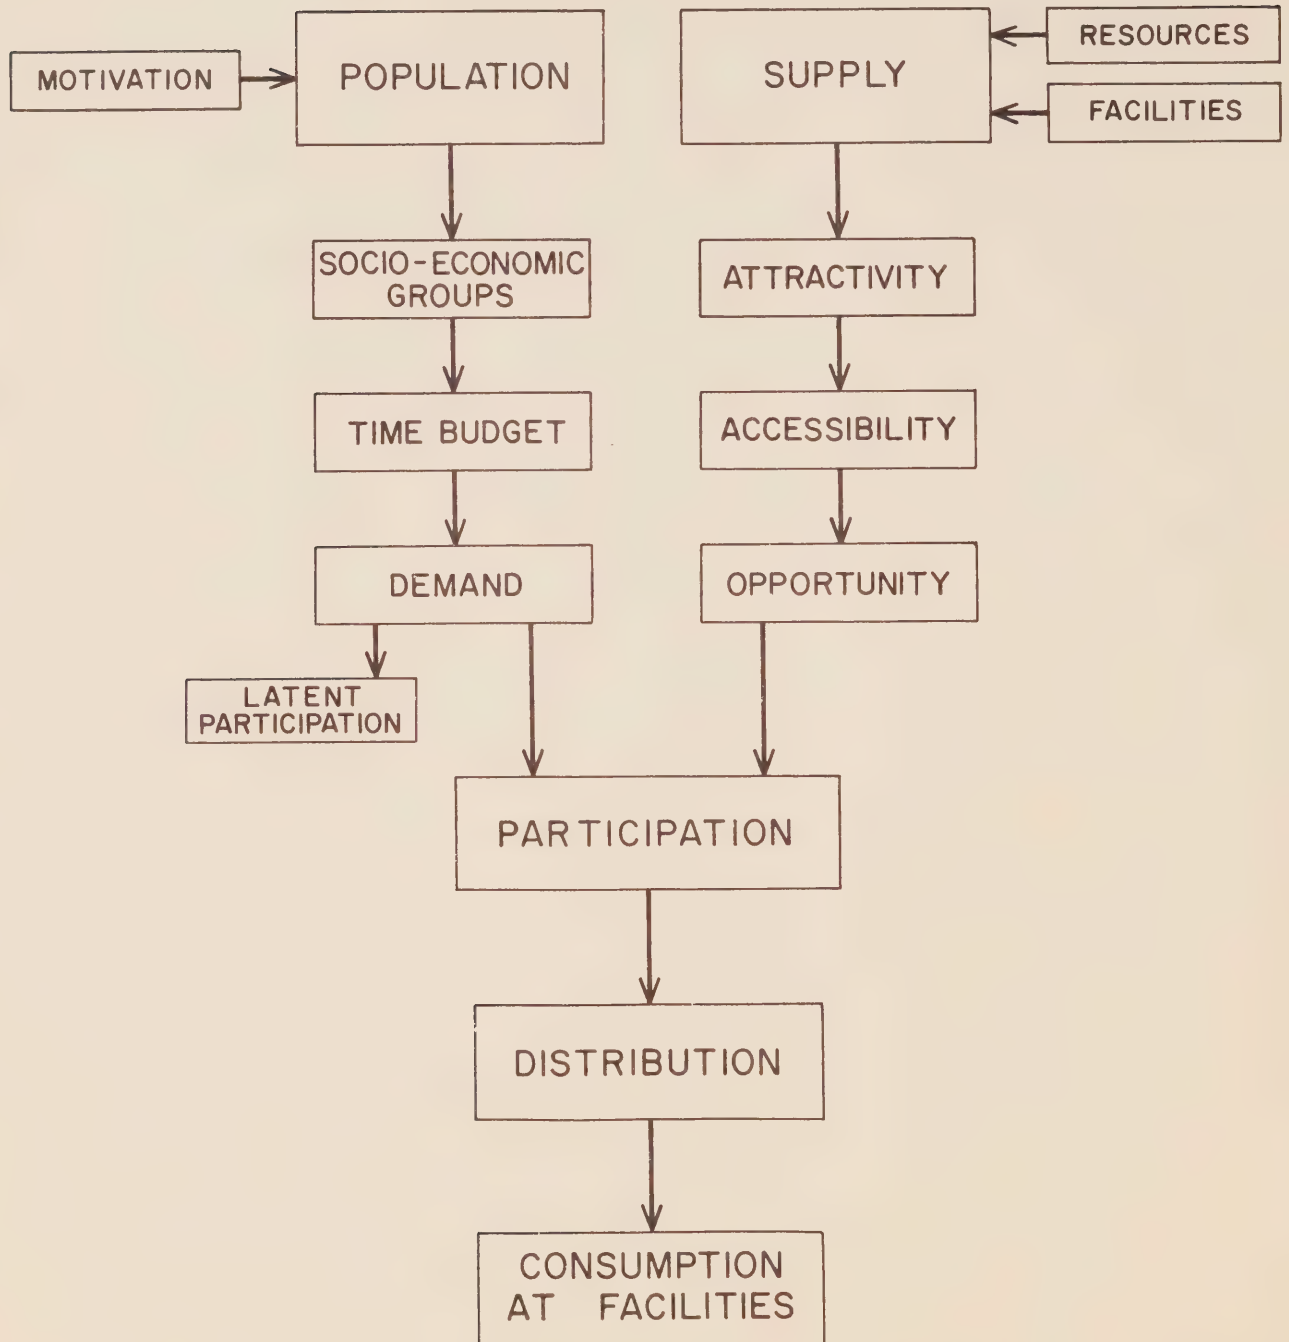 RESOURCES
MOTIVATION
POPULATION
SUPPLY
FACILITIES
SOCIO-ECONOMIC
GROUPS
ATTRACTIVITY
TIME BUDGET
ACCESSIBILITY
DEMAND
OPPORTUNITY
LATENT
PARTICIPATION
PARTICIPATION
DISTRIBUTION
CONSUMPTION
AT FACILITIES